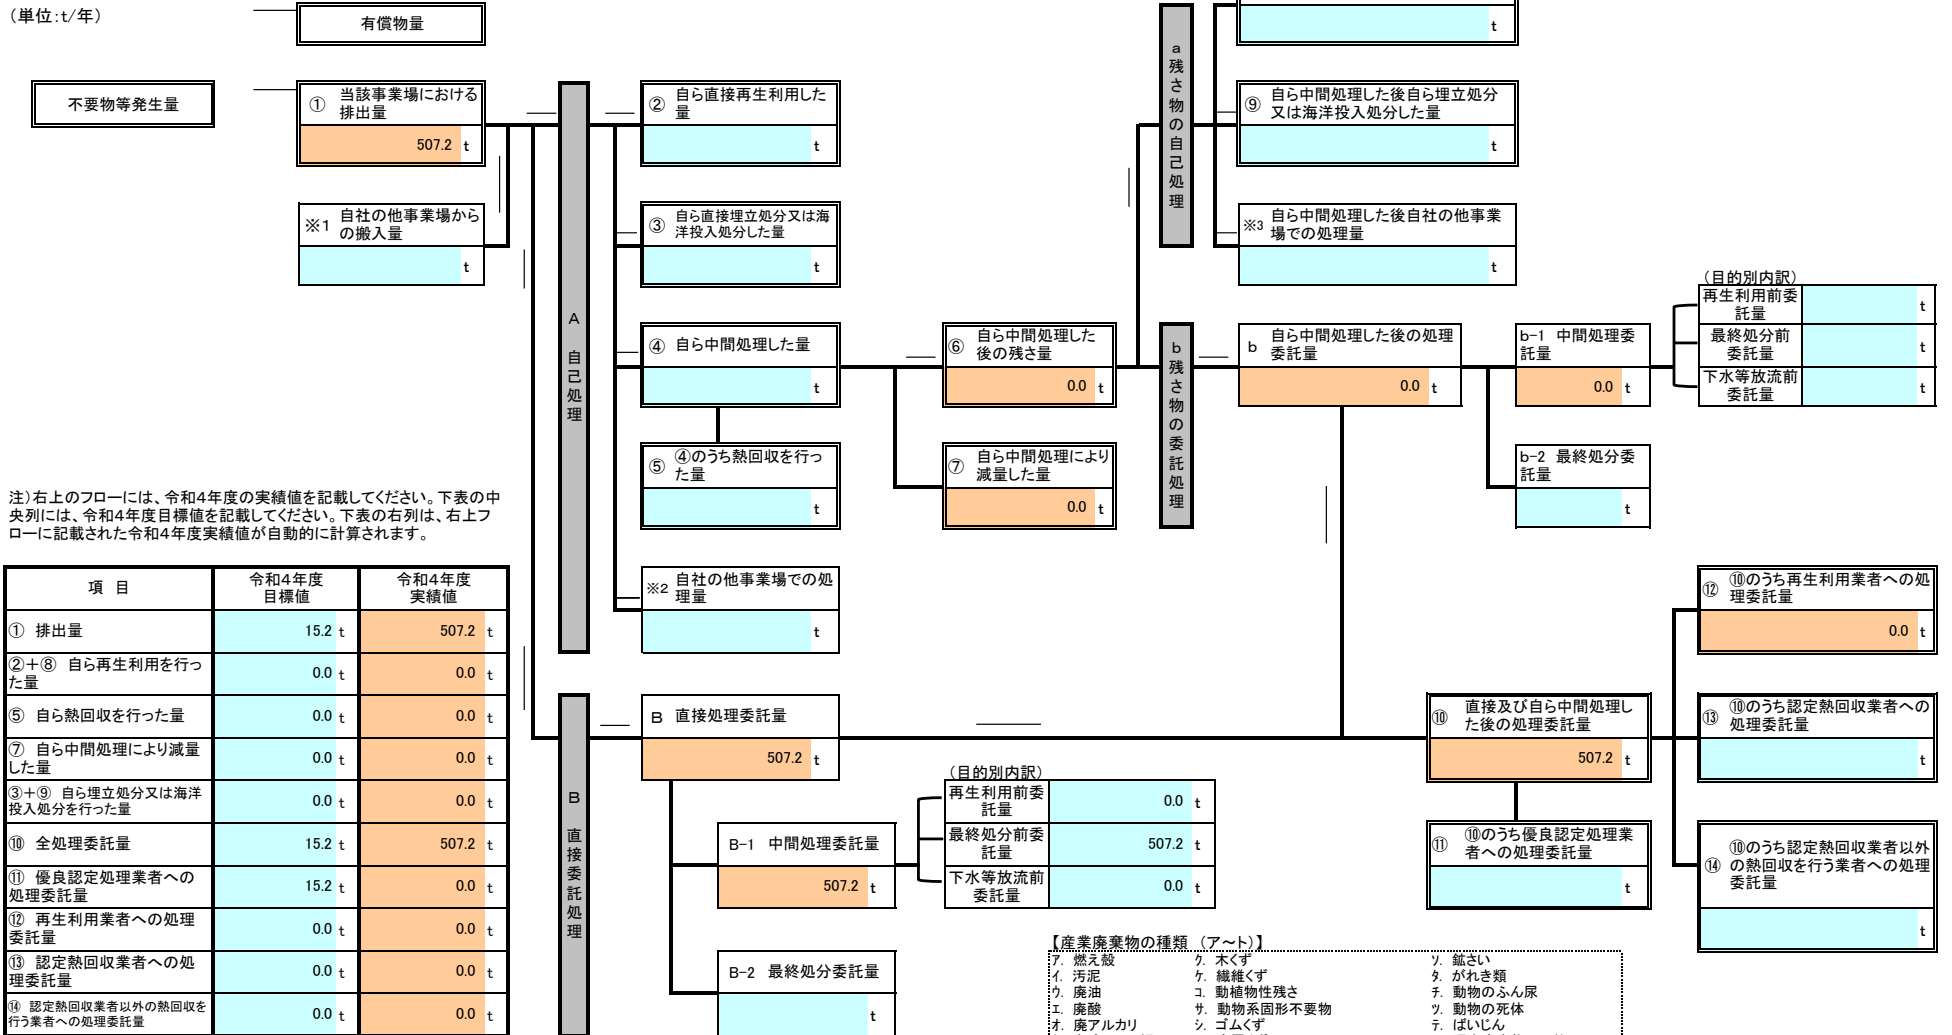 (単位:t/年)
有償物量
不要物等発生量
① 当該事業場における
排出量
507.2 t
※1 自社の他事業場から
の搬入量
t
A 自己処理
② 自ら直接再生利用した
量
t
③ 自ら直接埋立処分又は海
洋投入処分した量
t
④ 自ら中間処理した量
t
⑤ ④のうち熱回収を行っ
た量
t
※2 自社の他事業場での処
理量
t
⑥ 自ら中間処理した
後の残さ量
0.0 t
⑦ 自ら中間処理により
減量した量
0.0 t
a 残さ物の自己処理
t
⑨ 自ら中間処理した後自ら埋立処分
又は海洋投入処分した量
t
※3 自ら中間処理した後自社の他事業
場での処理量
t
b 残さ物の委託処理
b 自ら中間処理した後の処理
委託量
0.0 t
b-1 中間処理委
託量
0.0 t
b-2 最終処分委
託量
t
(目的別内訳)
再生利用前委
託量
t
最終処分前
委託量
t
下水等放流前
委託量
t
注)右上のフローには、令和4年度の実績値を記載してください。下表の中
央列には、令和4年度目標値を記載してください。下表の右列は、右上フ
ローに記載された令和4年度実績値が自動的に計算されます。
項 目 令和4年度
目標値 令和4年度
実績値
① 排出量 15.2 t 507.2 t
②+⑧ 自ら再生利用を行っ
た量 0.0 t 0.0 t
⑤ 自ら熱回収を行った量 0.0 t 0.0 t
⑦ 自ら中間処理により減量
した量 0.0 t 0.0 t
③+⑨ 自ら埋立処分又は海洋
投入処分を行った量 0.0 t 0.0 t
⑩ 全処理委託量 15.2 t 507.2 t
⑪ 優良認定処理業者への
処理委託量 15.2 t 0.0 t
⑫ 再生利用業者への処理
委託量 0.0 t 0.0 t
⑬ 認定熱回収業者への処
理委託量 0.0 t 0.0 t
⑭ 認定熱回収業者以外の熱回収を
行う業者への処理委託量 0.0 t 0.0 t
B 直接委託処理
B 直接処理委託量
507.2 t
B-1 中間処理委託量
507.2 t
B-2 最終処分委託量
t
(目的別内訳)
再生利用前委
託量 0.0 t
最終処分前委
託量 507.2 t
下水等放流前
委託量 0.0 t
⑩ 直接及び自ら中間処理し
た後の処理委託量
507.2 t
⑪ ⑩のうち優良認定処理業
者への処理委託量
t
⑫ ⑩のうち再生利用業者への処
理委託量
0.0 t
⑬ ⑩のうち認定熱回収業者への
処理委託量
t
⑭ ⑩のうち認定熱回収業者以外
の熱回収を行う業者への処理
委託量
t
【産業廃棄物の種類 (ア~ト)】
ア. 燃え殻 ク. 木くず ソ. 鉱さい
イ. 汚泥 ケ. 繊維くず タ. がれき類
ウ. 廃油 コ. 動植物性残さ チ. 動物のふん尿
エ. 廃酸 サ. 動物系固形不要物 ツ. 動物の死体
オ. 廃アルカリ シ. ゴムくず テ. ばいじん